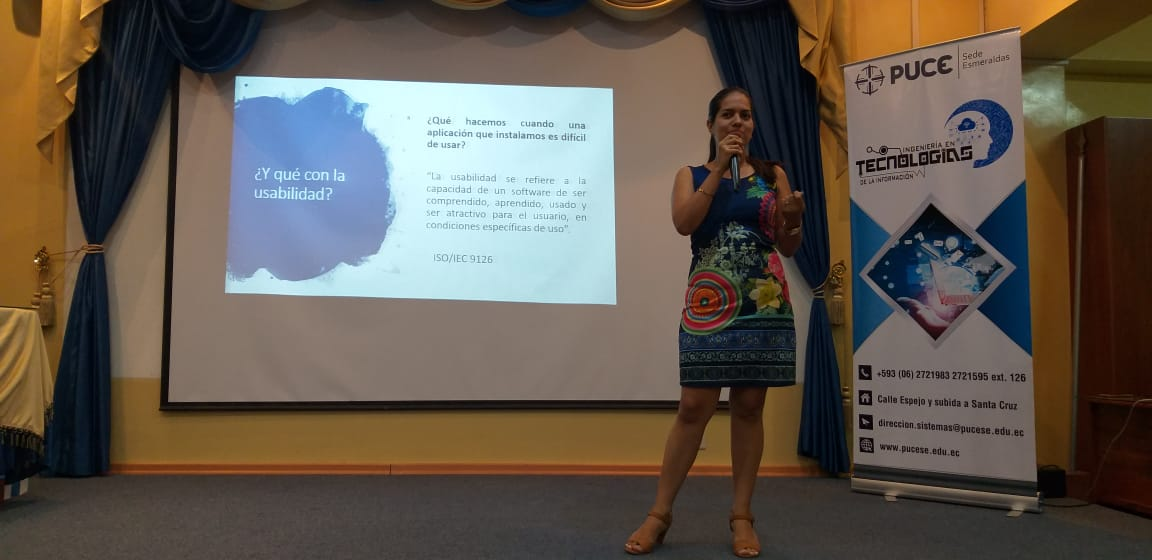 ¿Y qué con la
usabilidad?
¿Qué hacemos cuando una
aplicación que instalamos es difícil
de usar?
"La usabilidad se refiere a la
capacidad de un software de ser
comprendido, aprendido, usado y
ser atractivo para el usuario, en
condiciones específicas de uso".
ISO/IEC 9126
PUCE
Sede
Esmeraldas
INGENIERÍA EN
TECNOLOGÍAS
DE LA INFORMACIÓN
+593 (06) 2721983 2721595 ext. 126
Calle Espejo y subida a Santa Cruz
direccion.sistemas@pucese.edu.ec
www.pucese.edu.ec